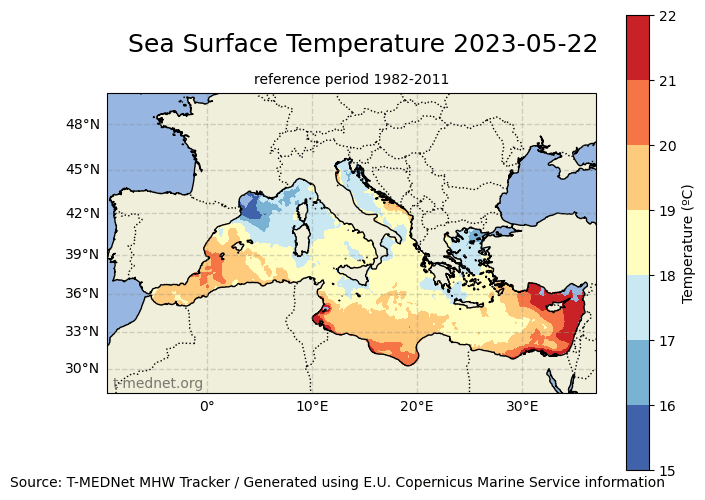 Sea Surface Temperature 2023-05-22
reference period 1982-2011
48°N
45°N
42°N
39°N
36°N
33°N
30°N
t-mednet.org
0°
10°E
20°E
30°E
22
21
20
19
18
17
16
15
Temperature (ºC)
Source: T-MEDNet MHW Tracker / Generated using E.U. Copernicus Marine Service information